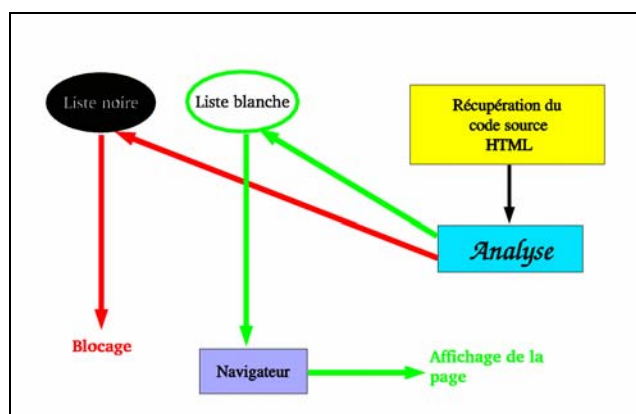 Liste noire
Liste blanche
Récupération du
code source
HTML
Analyse
Blocage
Navigateur
Affichage de la
page